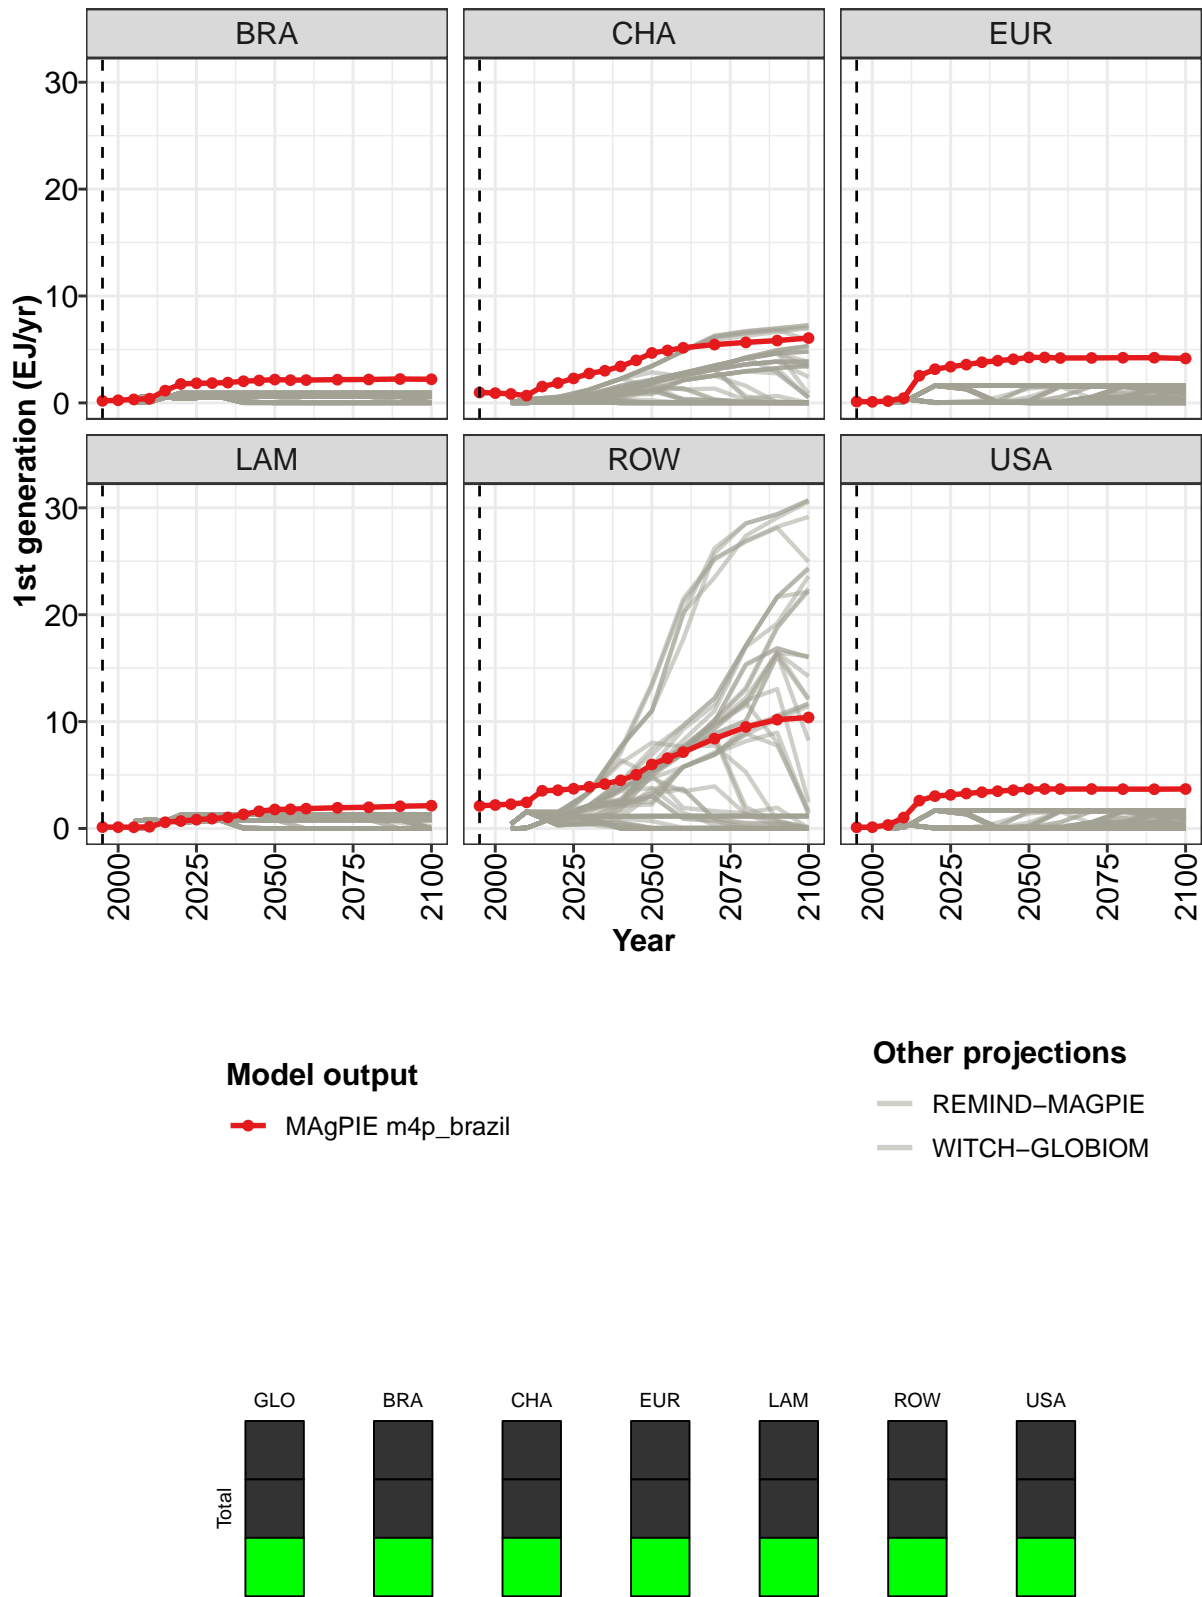 BRA CHA EUR
30
20
10
0
LAM ROW USA
30
20
10
0
1st generation (EJ/yr)
2000 2025 2050 2075 2100 2000 2025 2050 2075 2100 2000 2025 2050 2075 2100
Year
Model output
MAgPIE m4p_brazil
Other projections
REMIND−MAGPIE
WITCH−GLOBIOM
GLO BRA CHA EUR LAM ROW USA
Total